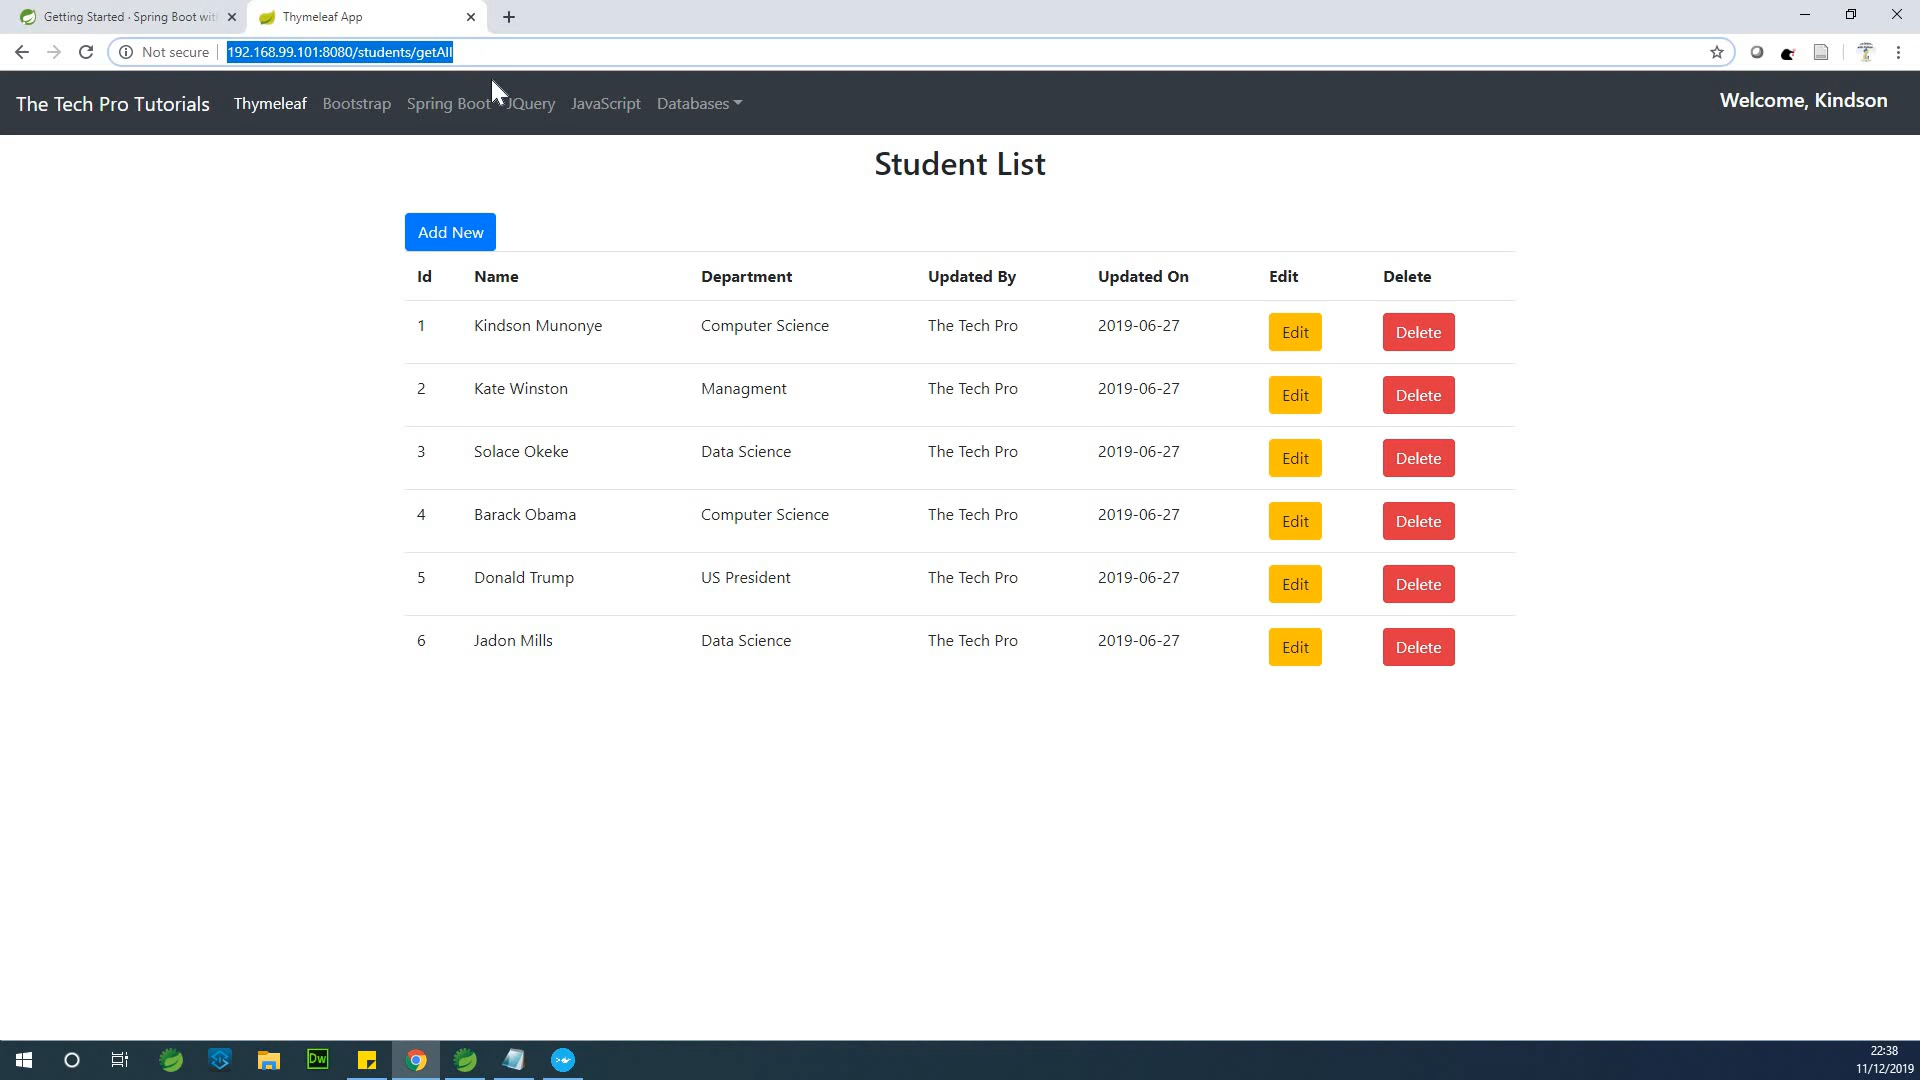 Getting Started · Spring Boot wit
Thymeleaf App
Not secure 192.168.99.101:8080/students/getAll
The Tech Pro Tutorials Thymeleaf Bootstrap Spring Boot JQuery JavaScript Databases Welcome, Kindson
Student List
Add New
Id Name Department Updated By Updated On Edit Delete
1 Kindson Munonye Computer Science The Tech Pro 2019-06-27 Edit Delete
2 Kate Winston Managment The Tech Pro 2019-06-27 Edit Delete
3 Solace Okeke Data Science The Tech Pro 2019-06-27 Edit Delete
4 Barack Obama Computer Science The Tech Pro 2019-06-27 Edit Delete
5 Donald Trump US President The Tech Pro 2019-06-27 Edit Delete
6 Jadon Mills Data Science The Tech Pro 2019-06-27 Edit Delete
Dw
22:38
11/12/2019